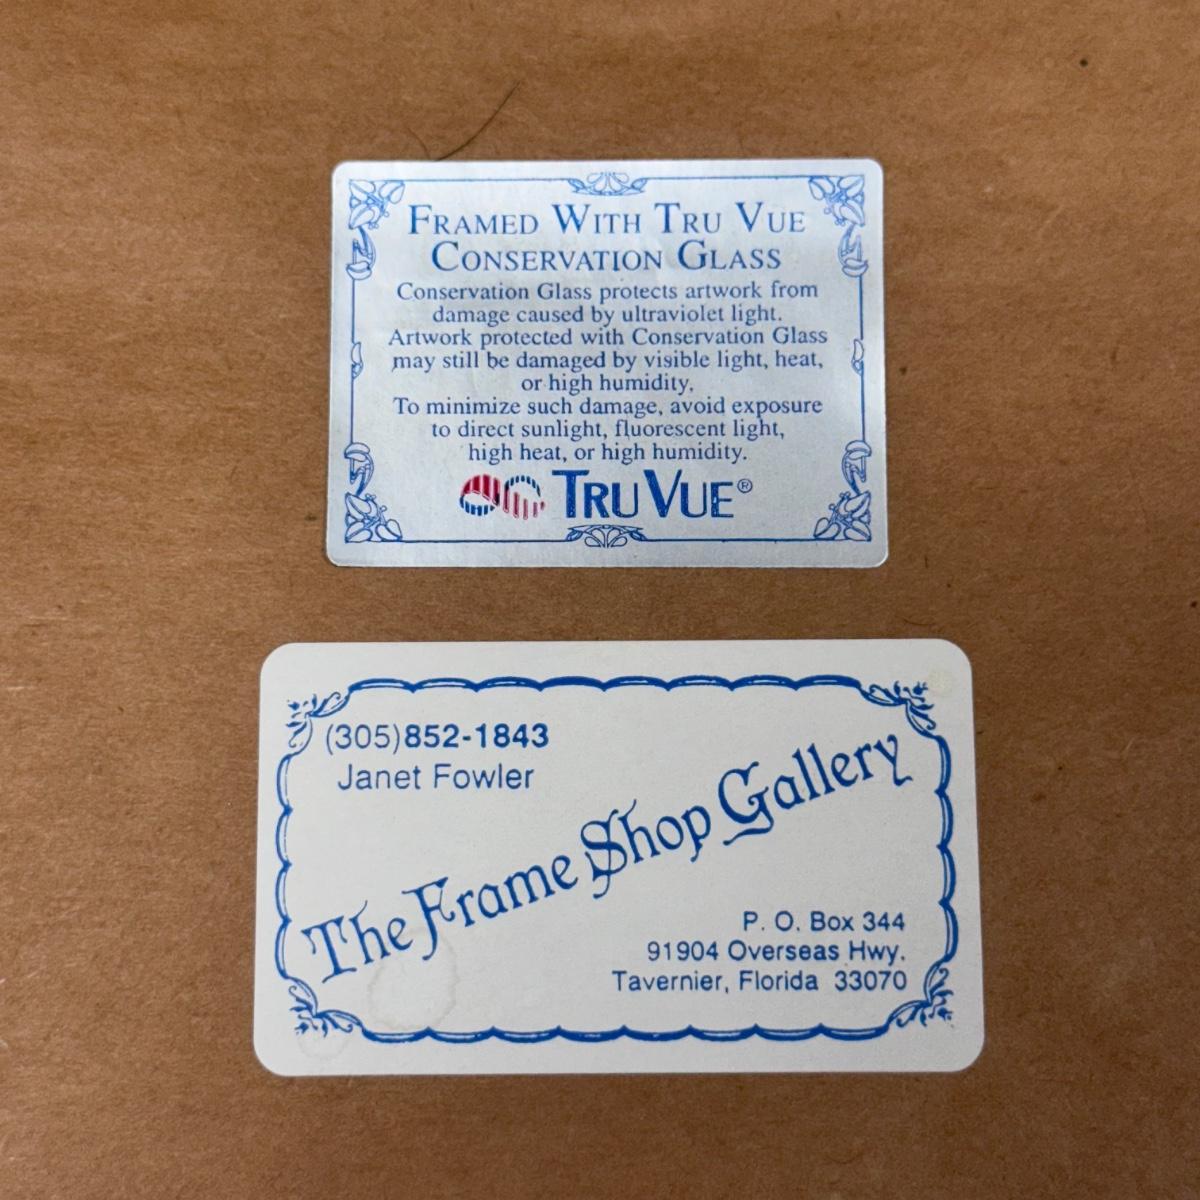 FRAMED WITH TRU VUE
CONSERVATION GLASS
Conservation Glass protects artwork from
damage caused by ultraviolet light.
Artwork protected with Conservation Glass
may still be damaged by visible light, heat,
or high humidity.
To minimize such damage, avoid exposure
to direct sunlight, fluorescent light,
high heat, or high humidity.
TRU VUE®
(305)852-1843
Janet Fowler
The Frame Shop Gallery
P. O. Box 344
91904 Overseas Hwy.
Tavernier, Florida 33070